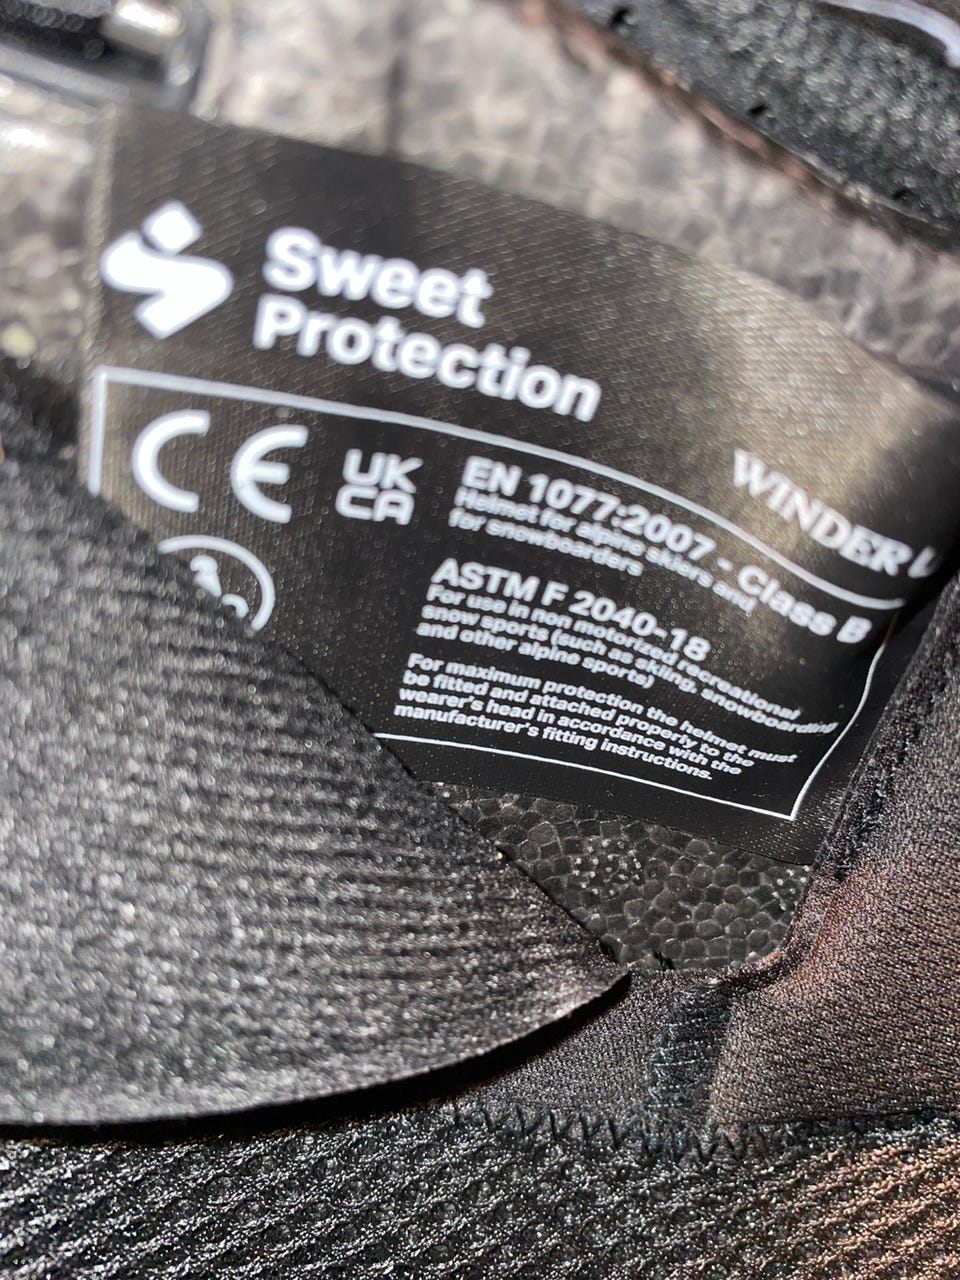 Sweet
Protection
WINDER
CE
UK
CA
EN 1077:2007 - Class B
Helmet for alpine skiers and
for snowboarders
ASTM F 2040-18
For use in non motorized recreational
snow sports (such as skiing, snowboarding
and other alpine sports)
For maximum protection the helmet must
be fitted and attached properly to the
wearer's head in accordance with the
manufacturer's fitting instructions.